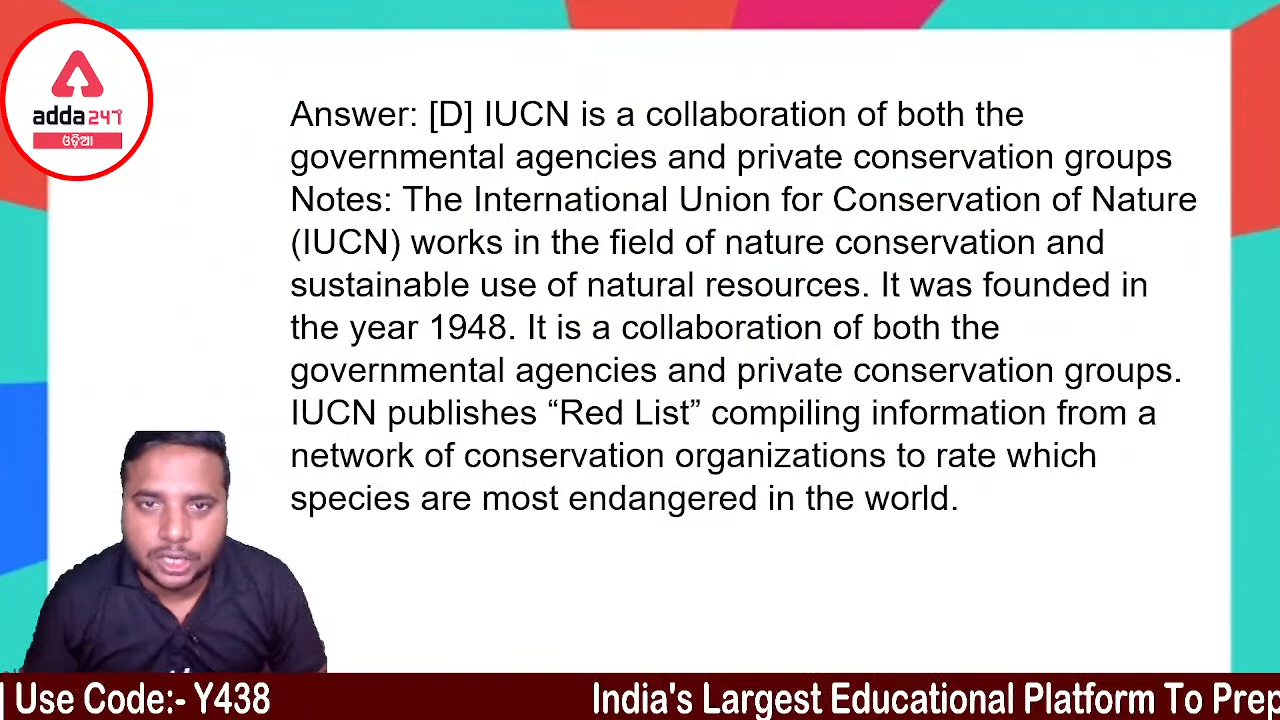 adda247
ଓଡ଼ିଆ
Answer: [D] IUCN is a collaboration of both the
governmental agencies and private conservation groups
Notes: The International Union for Conservation of Nature
(IUCN) works in the field of nature conservation and
sustainable use of natural resources. It was founded in
the year 1948. It is a collaboration of both the
governmental agencies and private conservation groups.
IUCN publishes “Red List” compiling information from a
network of conservation organizations to rate which
species are most endangered in the world.
| Use Code:- Y438 India's Largest Educational Platform To Prep